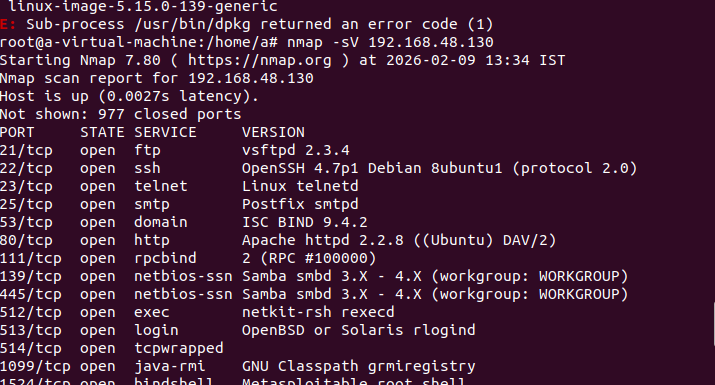 linux-image-5.15.0-139-generic
E: Sub-process /usr/bin/dpkg returned an error code (1)
root@a-virtual-machine:/home/a# nmap -sV 192.168.48.130
Starting Nmap 7.80 ( https://nmap.org ) at 2026-02-09 13:34 IST
Nmap scan report for 192.168.48.130
Host is up (0.0027s latency).
Not shown: 977 closed ports
PORT     STATE SERVICE     VERSION
21/tcp   open  ftp         vsftpd 2.3.4
22/tcp   open  ssh         OpenSSH 4.7p1 Debian 8ubuntu1 (protocol 2.0)
23/tcp   open  telnet      Linux telnetd
25/tcp   open  smtp        Postfix smtpd
53/tcp   open  domain      ISC BIND 9.4.2
80/tcp   open  http        Apache httpd 2.2.8 ((Ubuntu) DAV/2)
111/tcp  open  rpcbind     2 (RPC #100000)
139/tcp  open  netbios-ssn Samba smbd 3.X - 4.X (workgroup: WORKGROUP)
445/tcp  open  netbios-ssn Samba smbd 3.X - 4.X (workgroup: WORKGROUP)
512/tcp  open  exec        netkit-rsh rexecd
513/tcp  open  login       OpenBSD or Solaris rlogind
514/tcp  open  tcpwrapped
1099/tcp open  java-rmi    GNU Classpath grmiregistry
1524/tcp open  bindshell   Metasploitable root shell